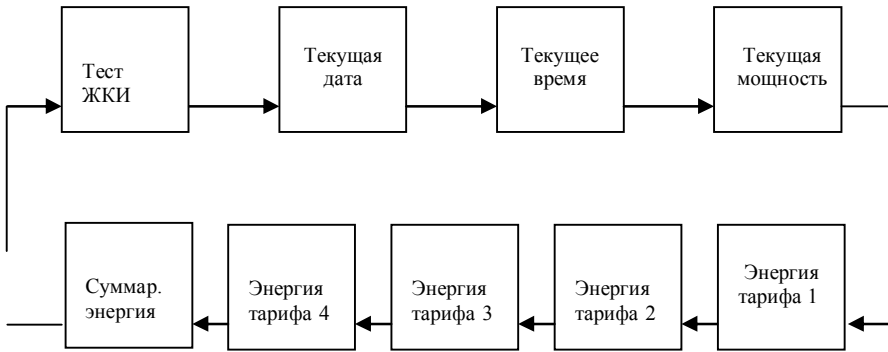 Тест
ЖКИ
Текущая
дата
Текущее
время
Текущая
мощность
Суммар.
энергия
Энергия
тарифа 4
Энергия
тарифа 3
Энергия
тарифа 2
Энергия
тарифа 1